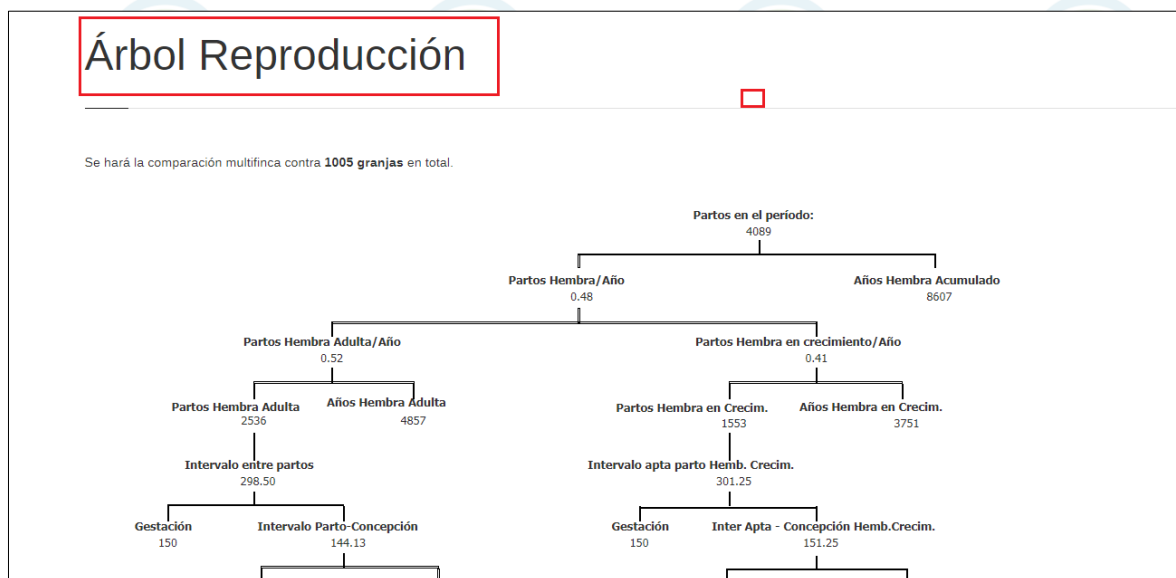 Árbol Reproducción
Se hará la comparación multifinca contra 1005 granjas en total.
Partos en el período:
4089
Partos Hembra/Año
Años Hembra Acumulado
0.48
8607
Partos Hembra Adulta/Año
Partos Hembra en crecimiento/Año
0.52
0.41
Partos Hembra Adulta
Años Hembra Adulta
Partos Hembra en Crecim.
Años Hembra en Crecim.
2536
4857
1553
3751
Intervalo entre partos
Intervalo apta parto Hemb. Crecim.
298.50
301.25
Gestación
Intervalo Parto-Concepción
Gestación
Inter Apta - Concepción Hemb.Crecim.
150
144.13
150
151.25